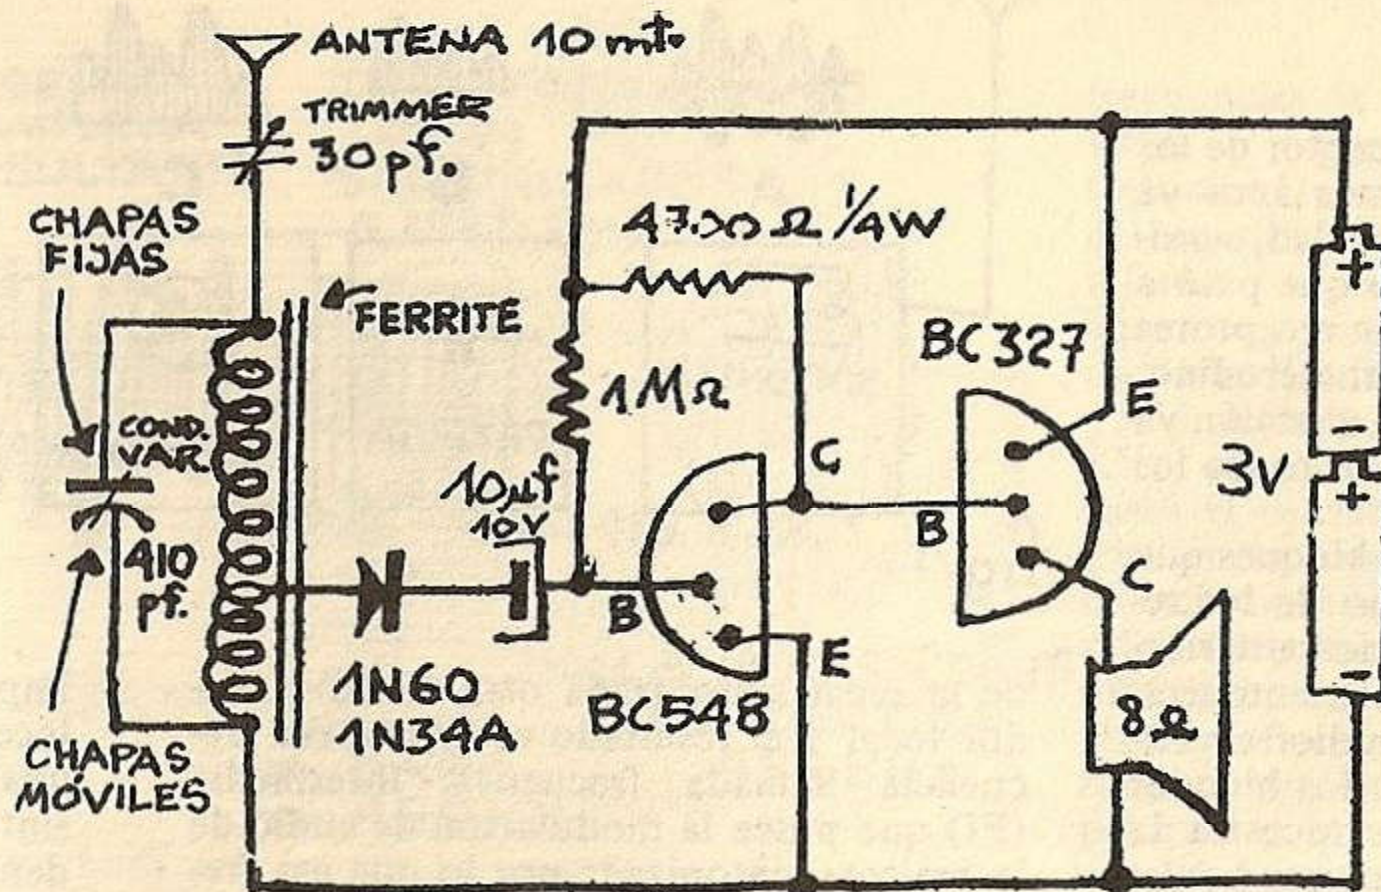 ANTENA 10 mt.
TRIMMER
30 pf.
CHAPAS
FIJAS
FERRITE
4700 Ω 1/4W
BC327
1MΩ
COND.
VAR.
E
C
3V
+
-
+
-
10µf
10V
B
410
pf.
B
C
E
1N60
1N34A
BC548
8Ω
CHAPAS
MÓVILES